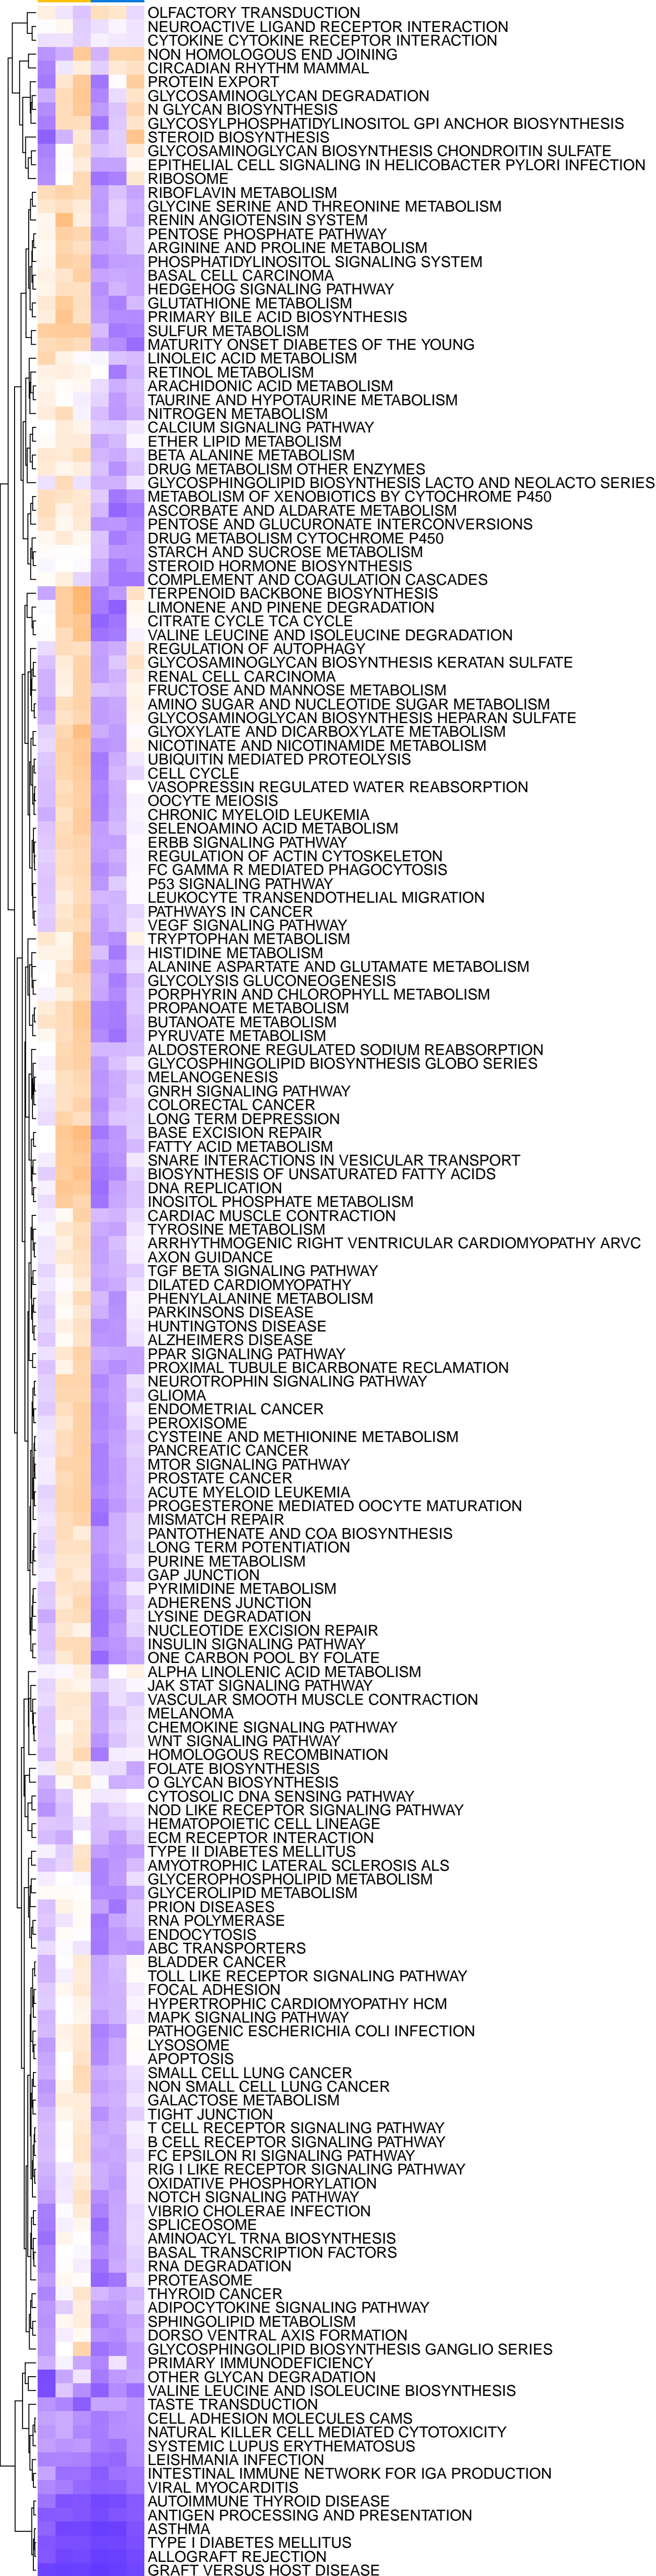 OLFACTORY TRANSDUCTION
NEUROACTIVE LIGAND RECEPTOR INTERACTION
CYTOKINE CYTOKINE RECEPTOR INTERACTION
NON HOMOLOGOUS END JOINING
CIRCADIAN RHYTHM MAMMAL
PROTEIN EXPORT
GLYCOSAMINOGLYCAN DEGRADATION
N GLYCAN BIOSYNTHESIS
GLYCOSYLPHOSPHATIDYLINOSITOL GPI ANCHOR BIOSYNTHESIS
STEROID BIOSYNTHESIS
GLYCOSAMINOGLYCAN BIOSYNTHESIS CHONDROITIN SULFATE
EPITHELIAL CELL SIGNALING IN HELICOBACTER PYLORI INFECTION
RIBOSOME
RIBOFLAVIN METABOLISM
GLYCINE SERINE AND THREONINE METABOLISM
RENIN ANGIOTENSIN SYSTEM
PENTOSE PHOSPHATE PATHWAY
ARGININE AND PROLINE METABOLISM
PHOSPHATIDYLINOSITOL SIGNALING SYSTEM
BASAL CELL CARCINOMA
HEDGEHOG SIGNALING PATHWAY
GLUTATHIONE METABOLISM
PRIMARY BILE ACID BIOSYNTHESIS
SULFUR METABOLISM
MATURITY ONSET DIABETES OF THE YOUNG
LINOLEIC ACID METABOLISM
RETINOL METABOLISM
ARACHIDONIC ACID METABOLISM
TAURINE AND HYPOTAURINE METABOLISM
NITROGEN METABOLISM
CALCIUM SIGNALING PATHWAY
ETHER LIPID METABOLISM
BETA ALANINE METABOLISM
DRUG METABOLISM OTHER ENZYMES
GLYCOSPHINGOLIPID BIOSYNTHESIS LACTO AND NEOLACTO SERIES
METABOLISM OF XENOBIOTICS BY CYTOCHROME P450
ASCORBATE AND ALDARATE METABOLISM
PENTOSE AND GLUCURONATE INTERCONVERSIONS
DRUG METABOLISM CYTOCHROME P450
STARCH AND SUCROSE METABOLISM
STEROID HORMONE BIOSYNTHESIS
COMPLEMENT AND COAGULATION CASCADES
TERPENOID BACKBONE BIOSYNTHESIS
LIMONENE AND PINENE DEGRADATION
CITRATE CYCLE TCA CYCLE
VALINE LEUCINE AND ISOLEUCINE DEGRADATION
REGULATION OF AUTOPHAGY
GLYCOSAMINOGLYCAN BIOSYNTHESIS KERATAN SULFATE
RENAL CELL CARCINOMA
FRUCTOSE AND MANNOSE METABOLISM
AMINO SUGAR AND NUCLEOTIDE SUGAR METABOLISM
GLYCOSAMINOGLYCAN BIOSYNTHESIS HEPARAN SULFATE
GLYOXYLATE AND DICARBOXYLATE METABOLISM
NICOTINATE AND NICOTINAMIDE METABOLISM
UBIQUITIN MEDIATED PROTEOLYSIS
CELL CYCLE
VASOPRESSIN REGULATED WATER REABSORPTION
OOCYTE MEIOSIS
CHRONIC MYELOID LEUKEMIA
SELENOAMINO ACID METABOLISM
ERBB SIGNALING PATHWAY
REGULATION OF ACTIN CYTOSKELETON
FC GAMMA R MEDIATED PHAGOCYTOSIS
P53 SIGNALING PATHWAY
LEUKOCYTE TRANSENDOTHELIAL MIGRATION
PATHWAYS IN CANCER
VEGF SIGNALING PATHWAY
TRYPTOPHAN METABOLISM
HISTIDINE METABOLISM
ALANINE ASPARTATE AND GLUTAMATE METABOLISM
GLYCOLYSIS GLUCONEOGENESIS
PORPHYRIN AND CHLOROPHYLL METABOLISM
PROPANOATE METABOLISM
BUTANOATE METABOLISM
PYRUVATE METABOLISM
ALDOSTERONE REGULATED SODIUM REABSORPTION
GLYCOSPHINGOLIPID BIOSYNTHESIS GLOBO SERIES
MELANOGENESIS
GNRH SIGNALING PATHWAY
COLORECTAL CANCER
LONG TERM DEPRESSION
BASE EXCISION REPAIR
FATTY ACID METABOLISM
SNARE INTERACTIONS IN VESICULAR TRANSPORT
BIOSYNTHESIS OF UNSATURATED FATTY ACIDS
DNA REPLICATION
INOSITOL PHOSPHATE METABOLISM
CARDIAC MUSCLE CONTRACTION
TYROSINE METABOLISM
ARRHYTHMOGENIC RIGHT VENTRICULAR CARDIOMYOPATHY ARVC
AXON GUIDANCE
TGF BETA SIGNALING PATHWAY
DILATED CARDIOMYOPATHY
PHENYLALANINE METABOLISM
PARKINSONS DISEASE
HUNTINGTONS DISEASE
ALZHEIMERS DISEASE
PPAR SIGNALING PATHWAY
PROXIMAL TUBULE BICARBONATE RECLAMATION
NEUROTROPHIN SIGNALING PATHWAY
GLIOMA
ENDOMETRIAL CANCER
PEROXISOME
CYSTEINE AND METHIONINE METABOLISM
PANCREATIC CANCER
MTOR SIGNALING PATHWAY
PROSTATE CANCER
ACUTE MYELOID LEUKEMIA
PROGESTERONE MEDIATED OOCYTE MATURATION
MISMATCH REPAIR
PANTOTHENATE AND COA BIOSYNTHESIS
LONG TERM POTENTIATION
PURINE METABOLISM
GAP JUNCTION
PYRIMIDINE METABOLISM
ADHERENS JUNCTION
LYSINE DEGRADATION
NUCLEOTIDE EXCISION REPAIR
INSULIN SIGNALING PATHWAY
ONE CARBON POOL BY FOLATE
ALPHA LINOLENIC ACID METABOLISM
JAK STAT SIGNALING PATHWAY
VASCULAR SMOOTH MUSCLE CONTRACTION
MELANOMA
CHEMOKINE SIGNALING PATHWAY
WNT SIGNALING PATHWAY
HOMOLOGOUS RECOMBINATION
FOLATE BIOSYNTHESIS
O GLYCAN BIOSYNTHESIS
CYTOSOLIC DNA SENSING PATHWAY
NOD LIKE RECEPTOR SIGNALING PATHWAY
HEMATOPOIETIC CELL LINEAGE
ECM RECEPTOR INTERACTION
TYPE II DIABETES MELLITUS
AMYOTROPHIC LATERAL SCLEROSIS ALS
GLYCEROPHOSPHOLIPID METABOLISM
GLYCEROLIPID METABOLISM
PRION DISEASES
RNA POLYMERASE
ENDOCYTOSIS
ABC TRANSPORTERS
BLADDER CANCER
TOLL LIKE RECEPTOR SIGNALING PATHWAY
FOCAL ADHESION
HYPERTROPHIC CARDIOMYOPATHY HCM
MAPK SIGNALING PATHWAY
PATHOGENIC ESCHERICHIA COLI INFECTION
LYSOSOME
APOPTOSIS
SMALL CELL LUNG CANCER
NON SMALL CELL LUNG CANCER
GALACTOSE METABOLISM
TIGHT JUNCTION
T CELL RECEPTOR SIGNALING PATHWAY
B CELL RECEPTOR SIGNALING PATHWAY
FC EPSILON RI SIGNALING PATHWAY
RIG I LIKE RECEPTOR SIGNALING PATHWAY
OXIDATIVE PHOSPHORYLATION
NOTCH SIGNALING PATHWAY
VIBRIO CHOLERAE INFECTION
SPLICEOSOME
AMINOACYL TRNA BIOSYNTHESIS
BASAL TRANSCRIPTION FACTORS
RNA DEGRADATION
PROTEASOME
THYROID CANCER
ADIPOCYTOKINE SIGNALING PATHWAY
SPHINGOLIPID METABOLISM
DORSO VENTRAL AXIS FORMATION
GLYCOSPHINGOLIPID BIOSYNTHESIS GANGLIO SERIES
PRIMARY IMMUNODEFICIENCY
OTHER GLYCAN DEGRADATION
VALINE LEUCINE AND ISOLEUCINE BIOSYNTHESIS
TASTE TRANSDUCTION
CELL ADHESION MOLECULES CAMS
NATURAL KILLER CELL MEDIATED CYTOTOXICITY
SYSTEMIC LUPUS ERYTHEMATOSUS
LEISHMANIA INFECTION
INTESTINAL IMMUNE NETWORK FOR IGA PRODUCTION
VIRAL MYOCARDITIS
AUTOIMMUNE THYROID DISEASE
ANTIGEN PROCESSING AND PRESENTATION
ASTHMA
TYPE I DIABETES MELLITUS
ALLOGRAFT REJECTION
GRAFT VERSUS HOST DISEASE